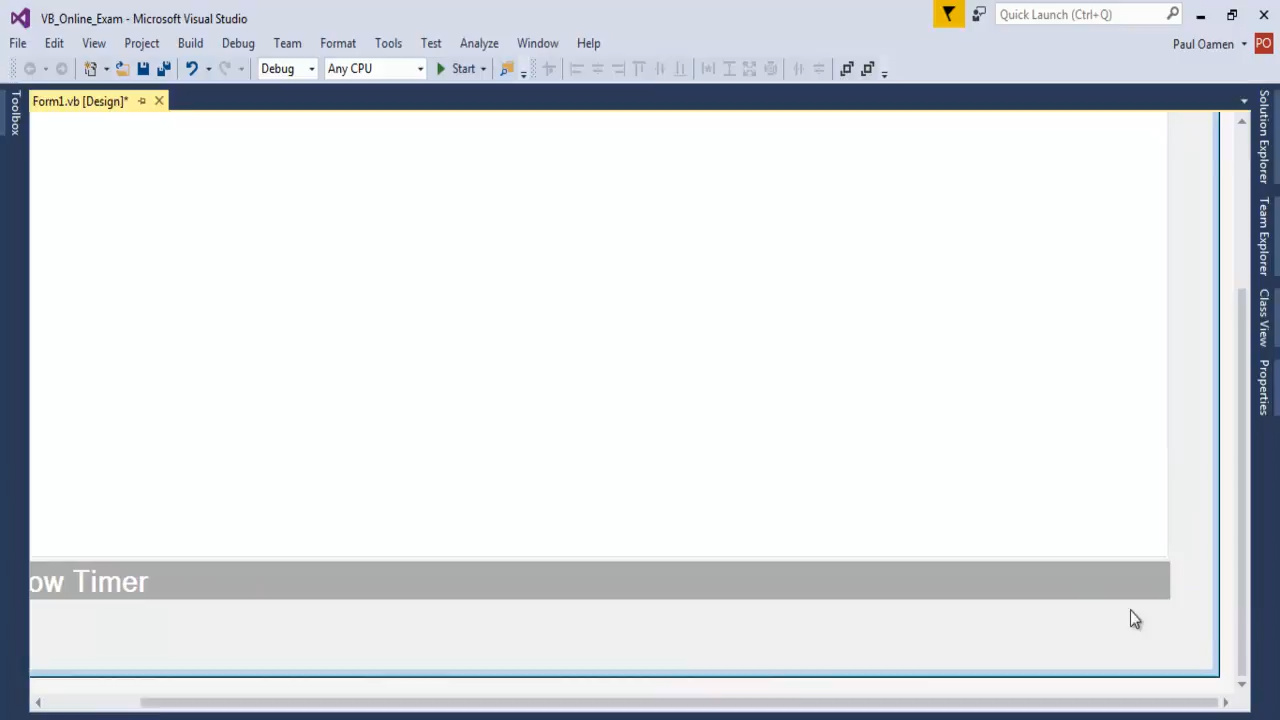 VB_Online_Exam - Microsoft Visual Studio
Quick Launch (Ctrl+Q)
File Edit View Project Build Debug Team Format Tools Test Analyze Window Help
Paul Oamen
PO
Debug
Any CPU
Start
Form1.vb [Design]*
Toolbox
Solution Explorer
Team Explorer
Class View
Properties
ow Timer